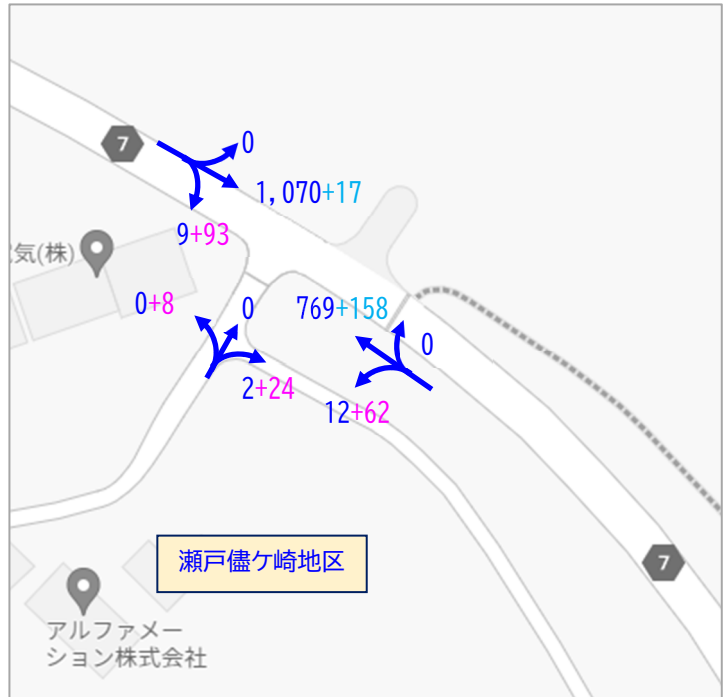 7
0
1,070+17
9+93
気(株)
0+8
0
769+158
0
2+24
12+62
瀬戸儘ケ崎地区
7
アルファメー
ション株式会社